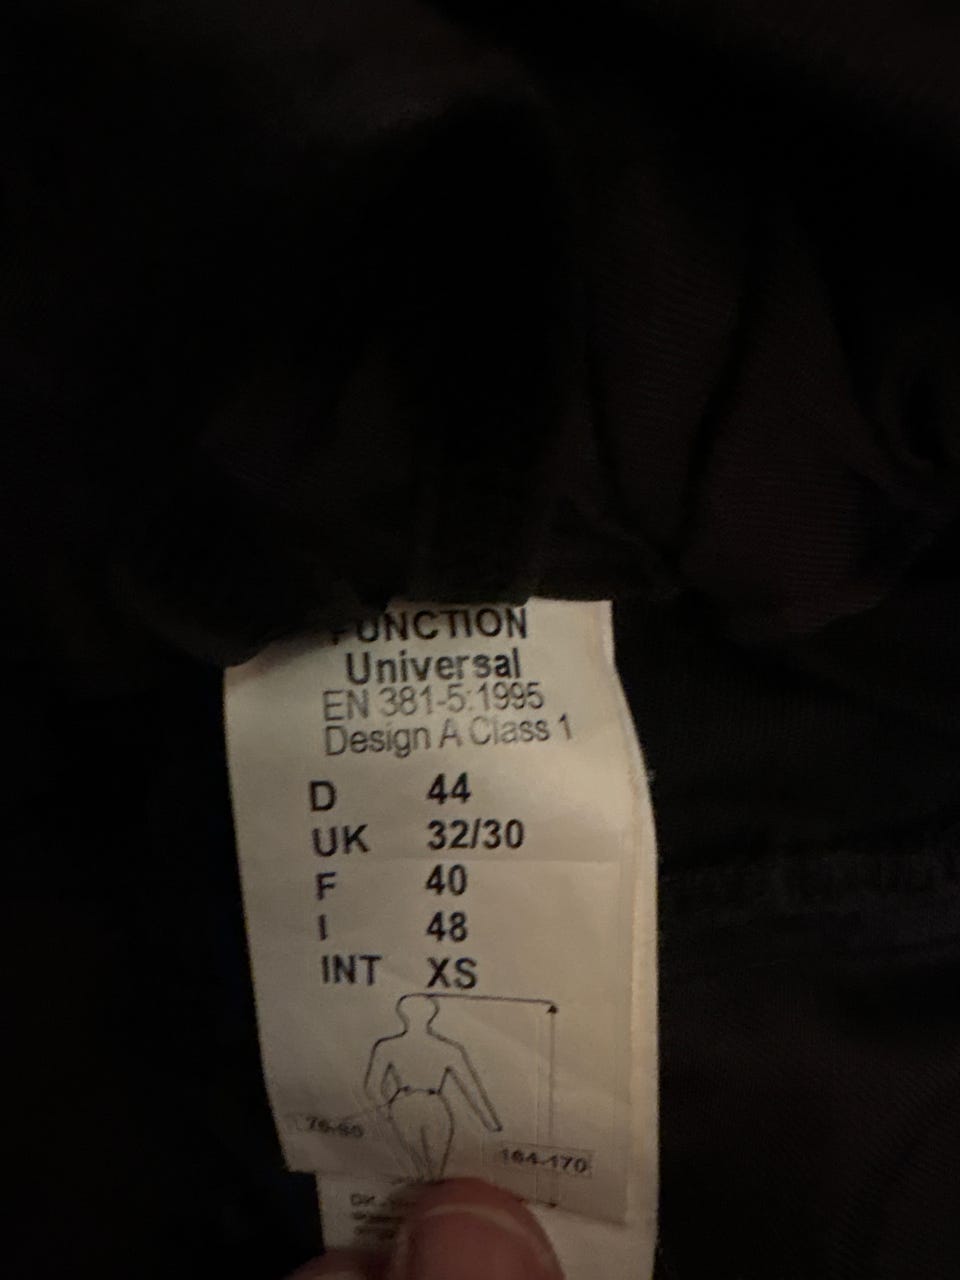 FUNCTION
Universal
EN 381-5:1995
Design A Class 1
D 44
UK 32/30
F 40
I 48
INT XS
76-80
164-170